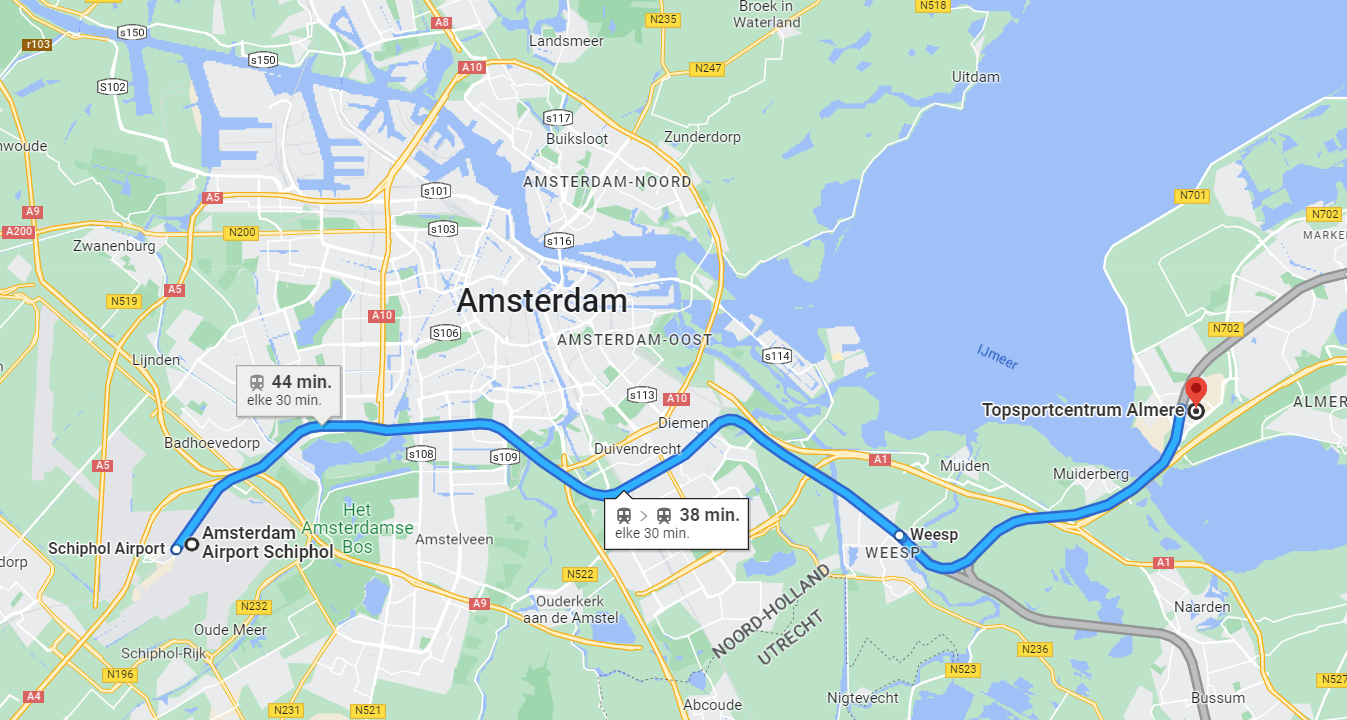 s150
A8
N235
Broek in
Waterland
N518
r103
Landsmeer
s150
A10
N247
Uitdam
S102
s117
Buiksloot
Zunderdorp
nwoude
AMSTERDAM-NOORD
s101
A5
N701
A9
A200
N200
s103
N702
MARKE
Zwanenburg
s116
A5
N519
Amsterdam
A10
S106
AMSTERDAM-OOST
N702
s114
IJmeer
Lijnden
44 min.
elke 30 min.
s113
A10
Topsportcentrum Almere
ALMER
Diemen
Badhoevedorp
Duivendrecht
s108
s109
A5
A1
Muiden
Muiderberg
Het
Amsterdamse
Bos
38 min.
elke 30 min.
Amsterdam
Airport Schiphol
Schiphol Airport
Amstelveen
Weesp
WEESP
dorp
N522
A1
NOORD-HOLLAND
UTRECHT
N232
A9
Ouderkerk
aan de Amstel
Naarden
Oude Meer
Schiphol-Rijk
N236
N196
N523
N527
A4
N231
N521
Abcoude
Nigtevecht
Bussum